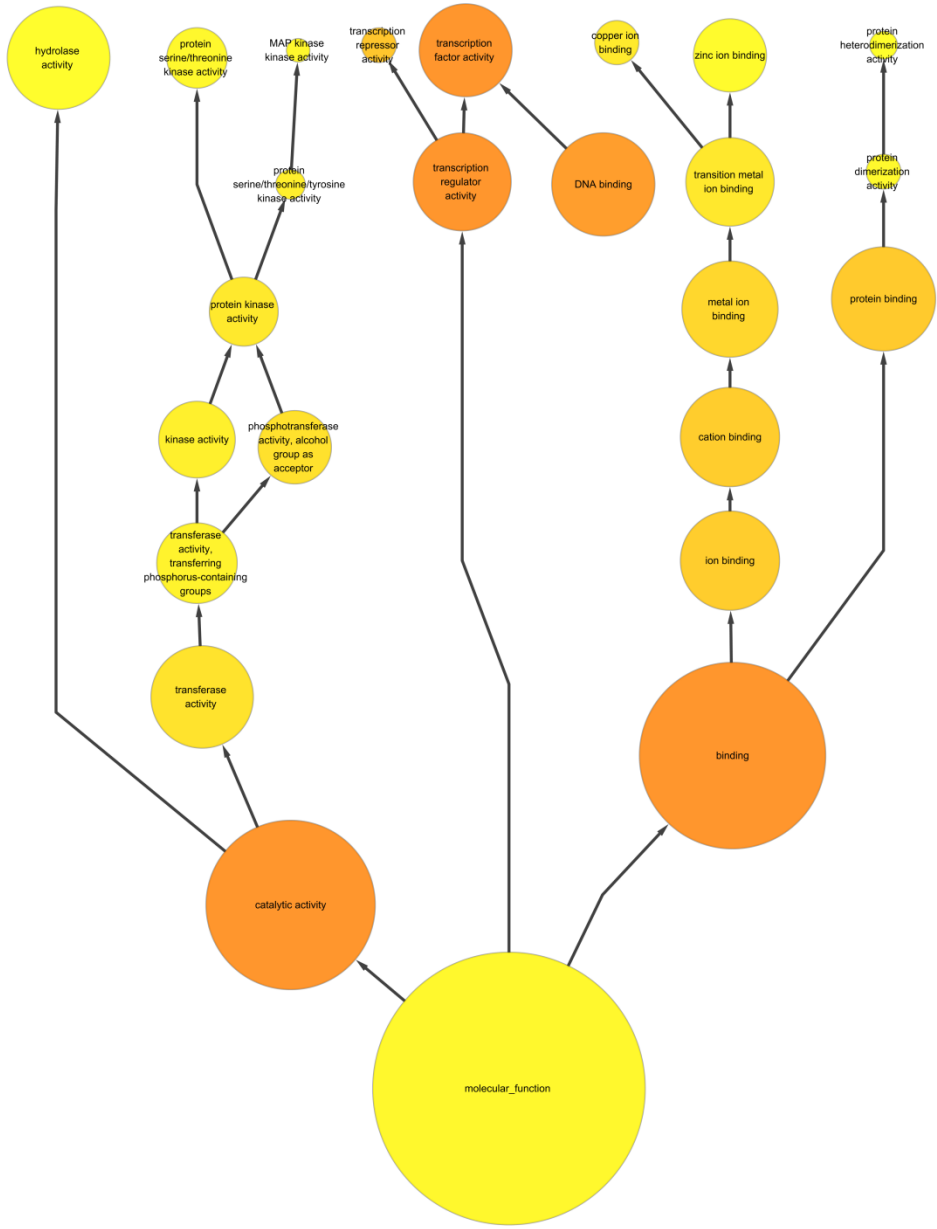 hydrolase
activity
protein
serine/threonine
kinase activity
MAP kinase
kinase activity
transcription
repressor
activity
transcription
factor activity
copper ion
binding
zinc ion binding
protein
heterodimerization
activity
protein
serine/threonine/tyrosine
kinase activity
transcription
regulator
activity
DNA binding
transition metal
ion binding
protein
dimerization
activity
protein kinase
activity
metal ion
binding
protein binding
kinase activity
phosphotransferase
activity, alcohol
group as
acceptor
cation binding
transferase
activity,
transferring
phosphorus-containing
groups
ion binding
transferase
activity
binding
catalytic activity
molecular_function